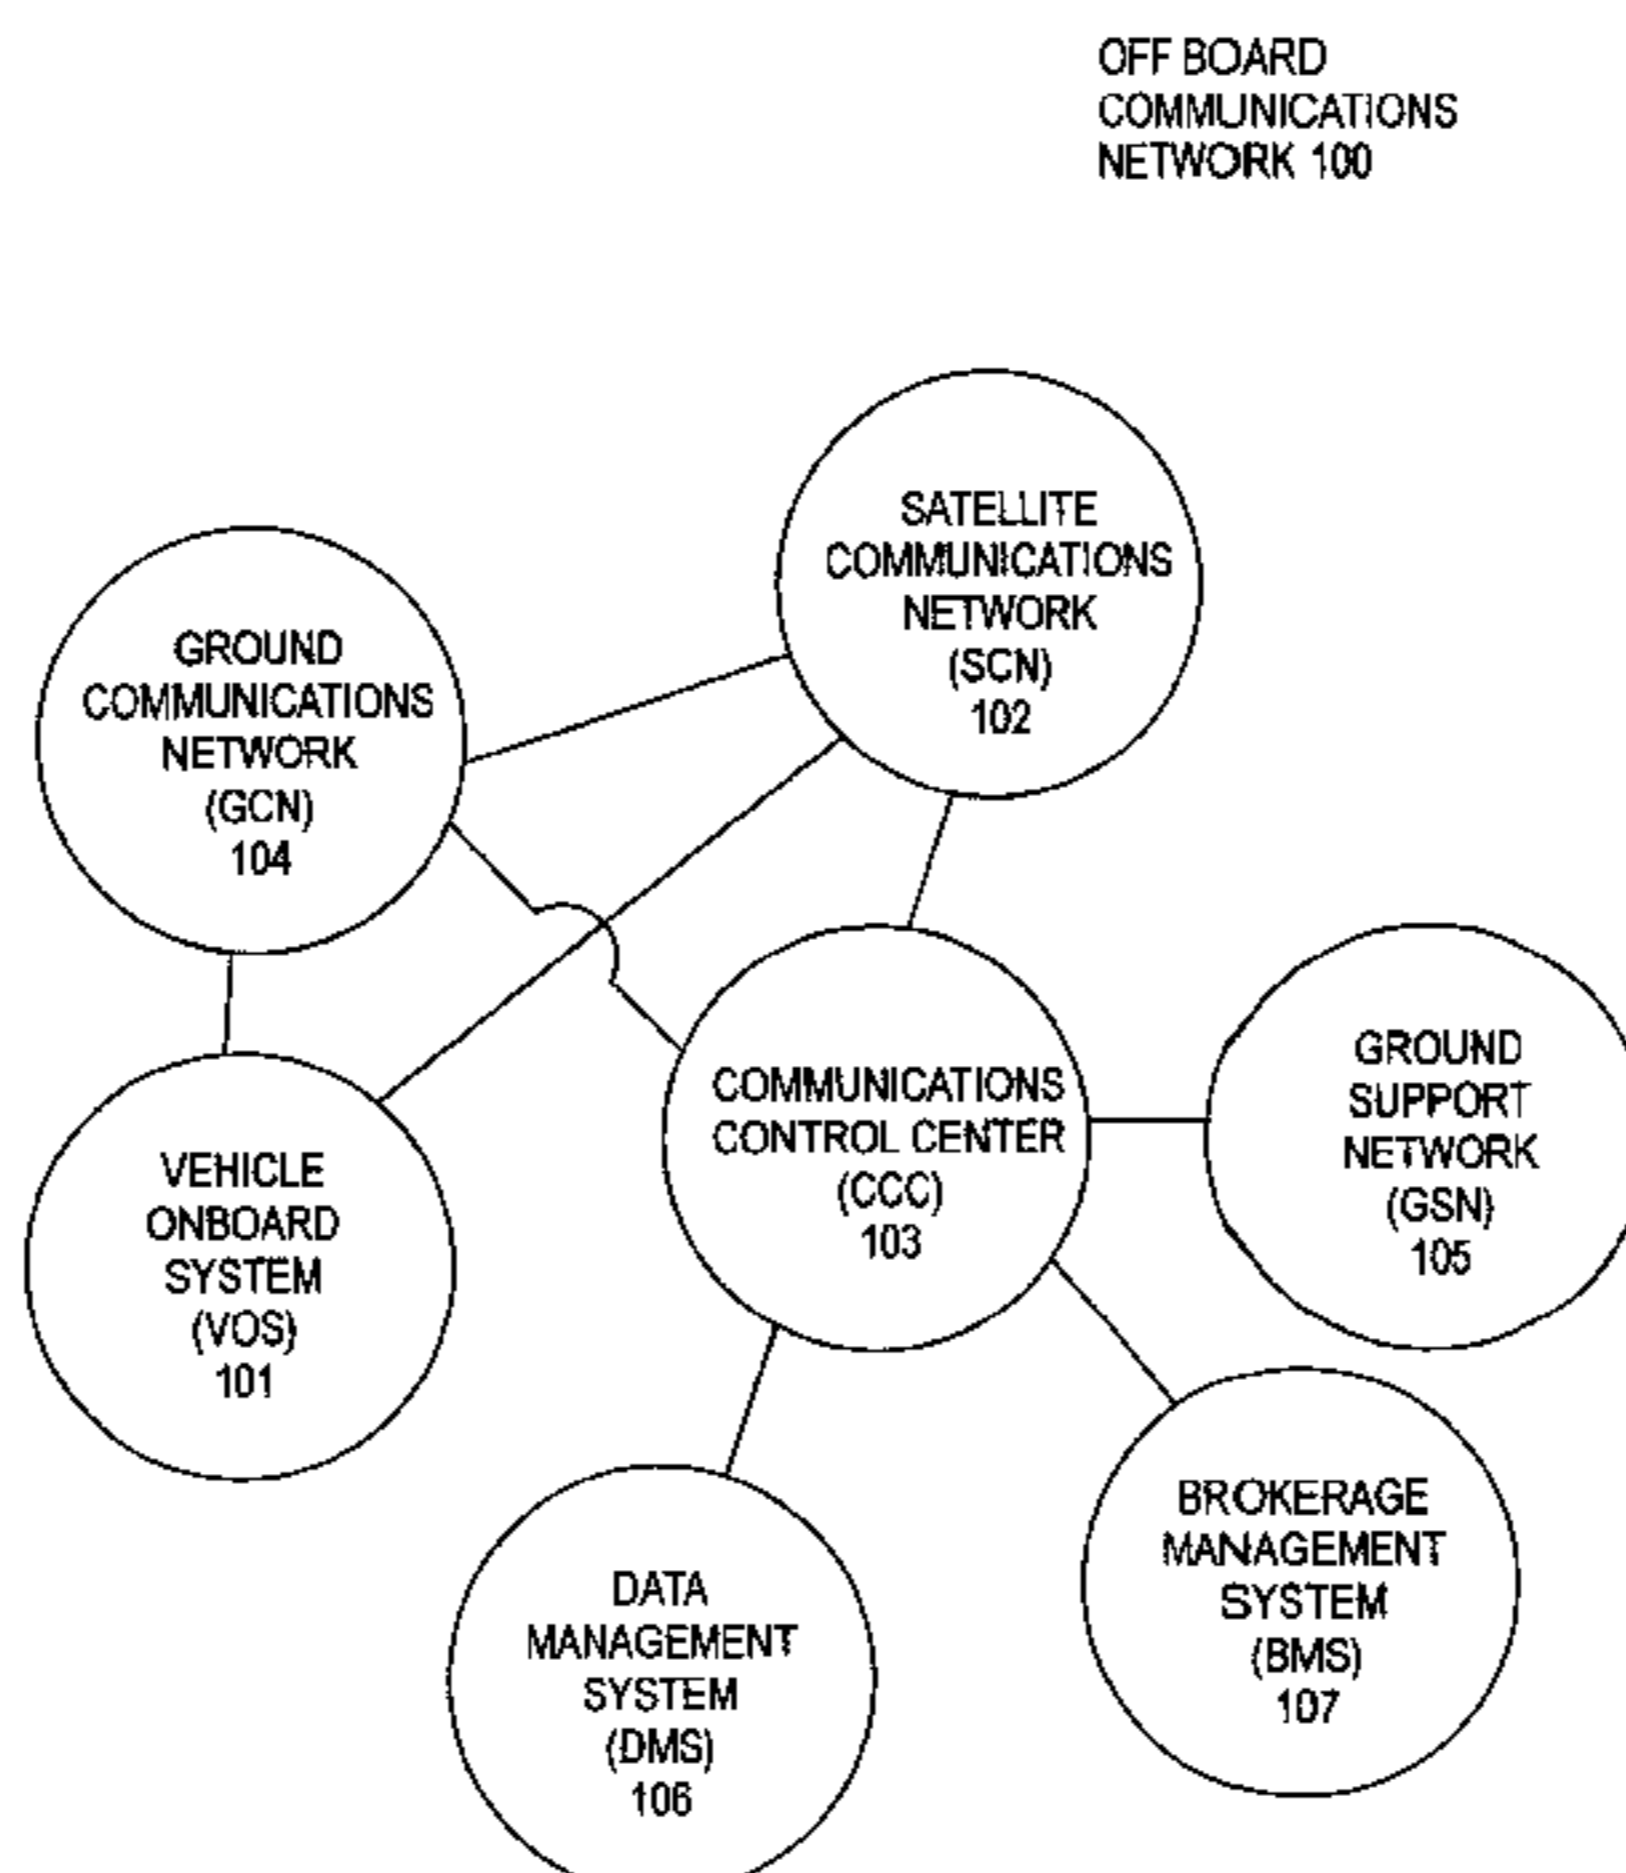 OFF BOARD
COMMUNICATIONS
NETWORK 100
SATELLITE
COMMUNICATIONS
NETWORK
(SCN)
102
GROUND
COMMUNICATIONS
NETWORK
(GCN)
104
COMMUNICATIONS
CONTROL CENTER
(CCC)
103
GROUND
SUPPORT
NETWORK
(GSN)
105
VEHICLE
ONBOARD
SYSTEM
(VOS)
101
DATA
MANAGEMENT
SYSTEM
(DMS)
106
BROKERAGE
MANAGEMENT
SYSTEM
(BMS)
107